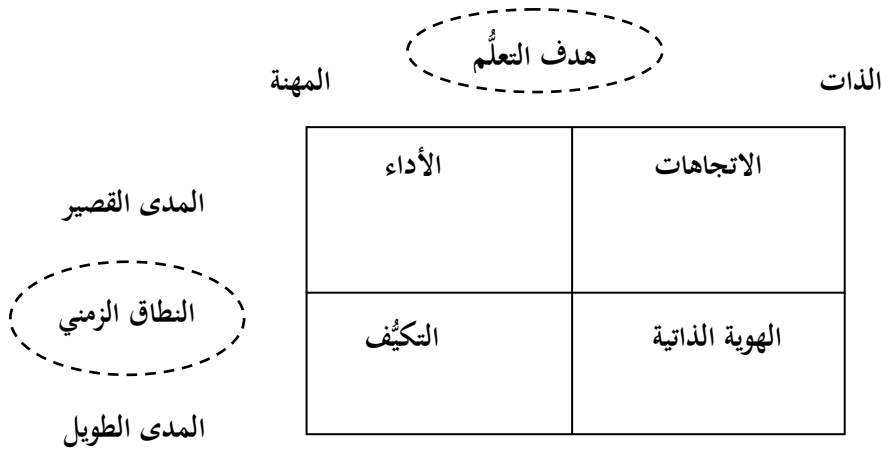 هدف التعلُّم
الذات
المهنة
الاتجاهات
الأداء
المدى القصير
النطاق الزمني
الهوية الذاتية
التكيُّف
المدى الطويل